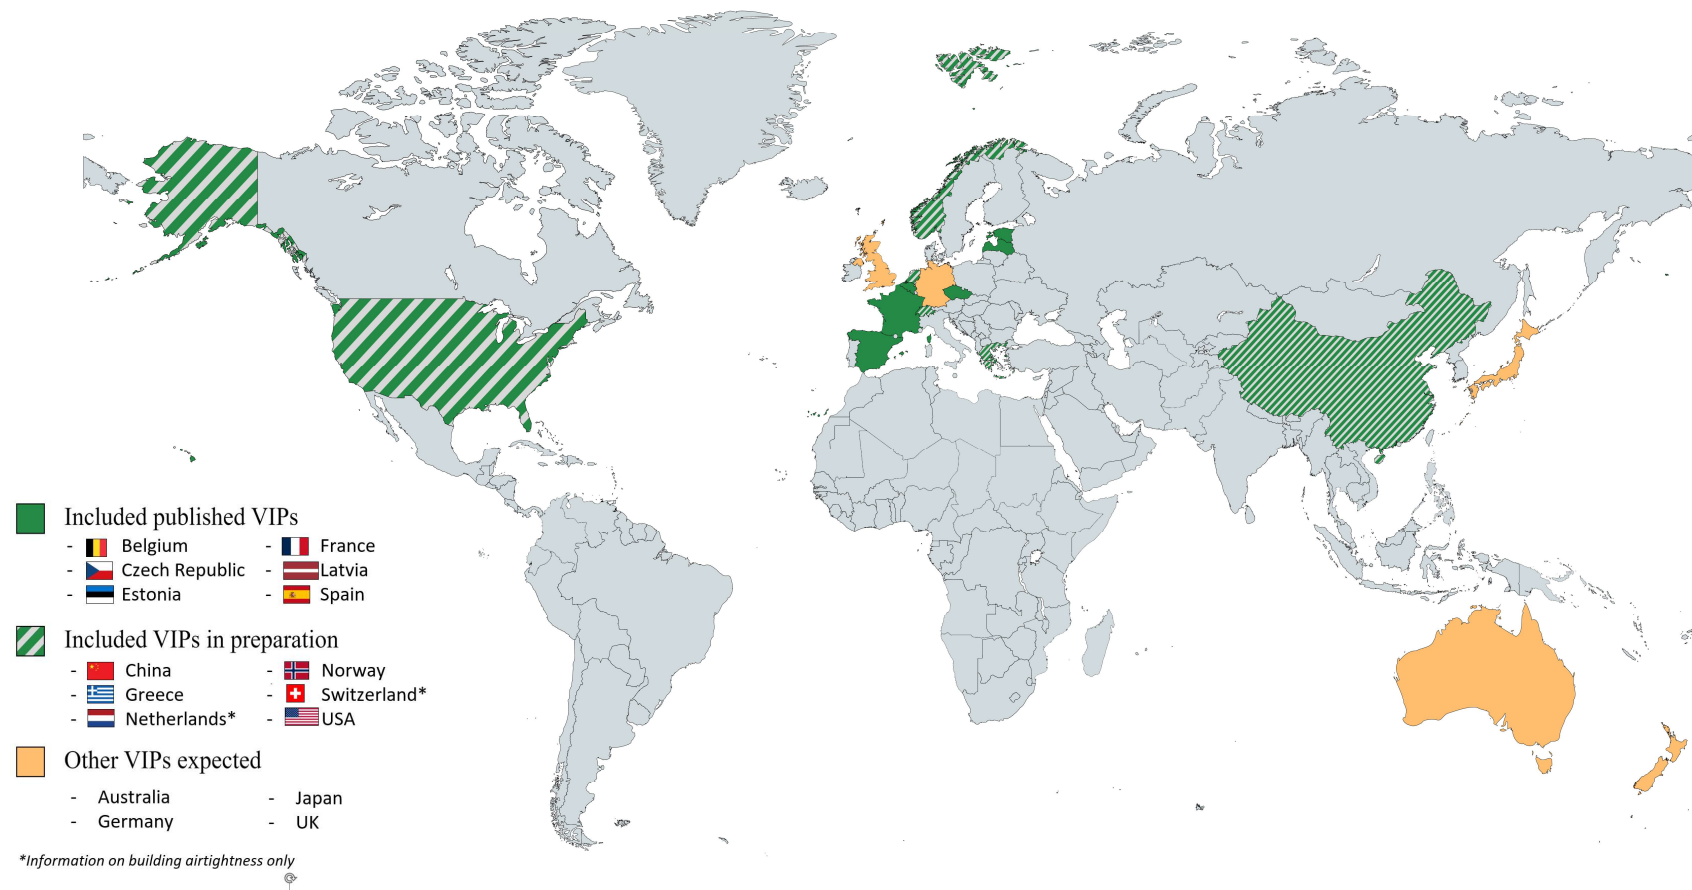 Included published VIPs
- Belgium - France
- Czech Republic - Latvia
- Estonia - Spain
Included VIPs in preparation
- China - Norway
- Greece - Switzerland*
- Netherlands* - USA
Other VIPs expected
- Australia - Japan
- Germany - UK
*Information on building airtightness only